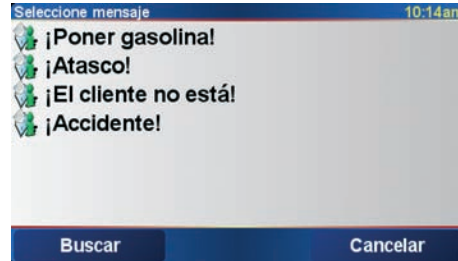 Seleccione mensaje 10:14am
¡Poner gasolina!
¡Atasco!
¡El cliente no está!
¡Accidente!
Buscar Cancelar